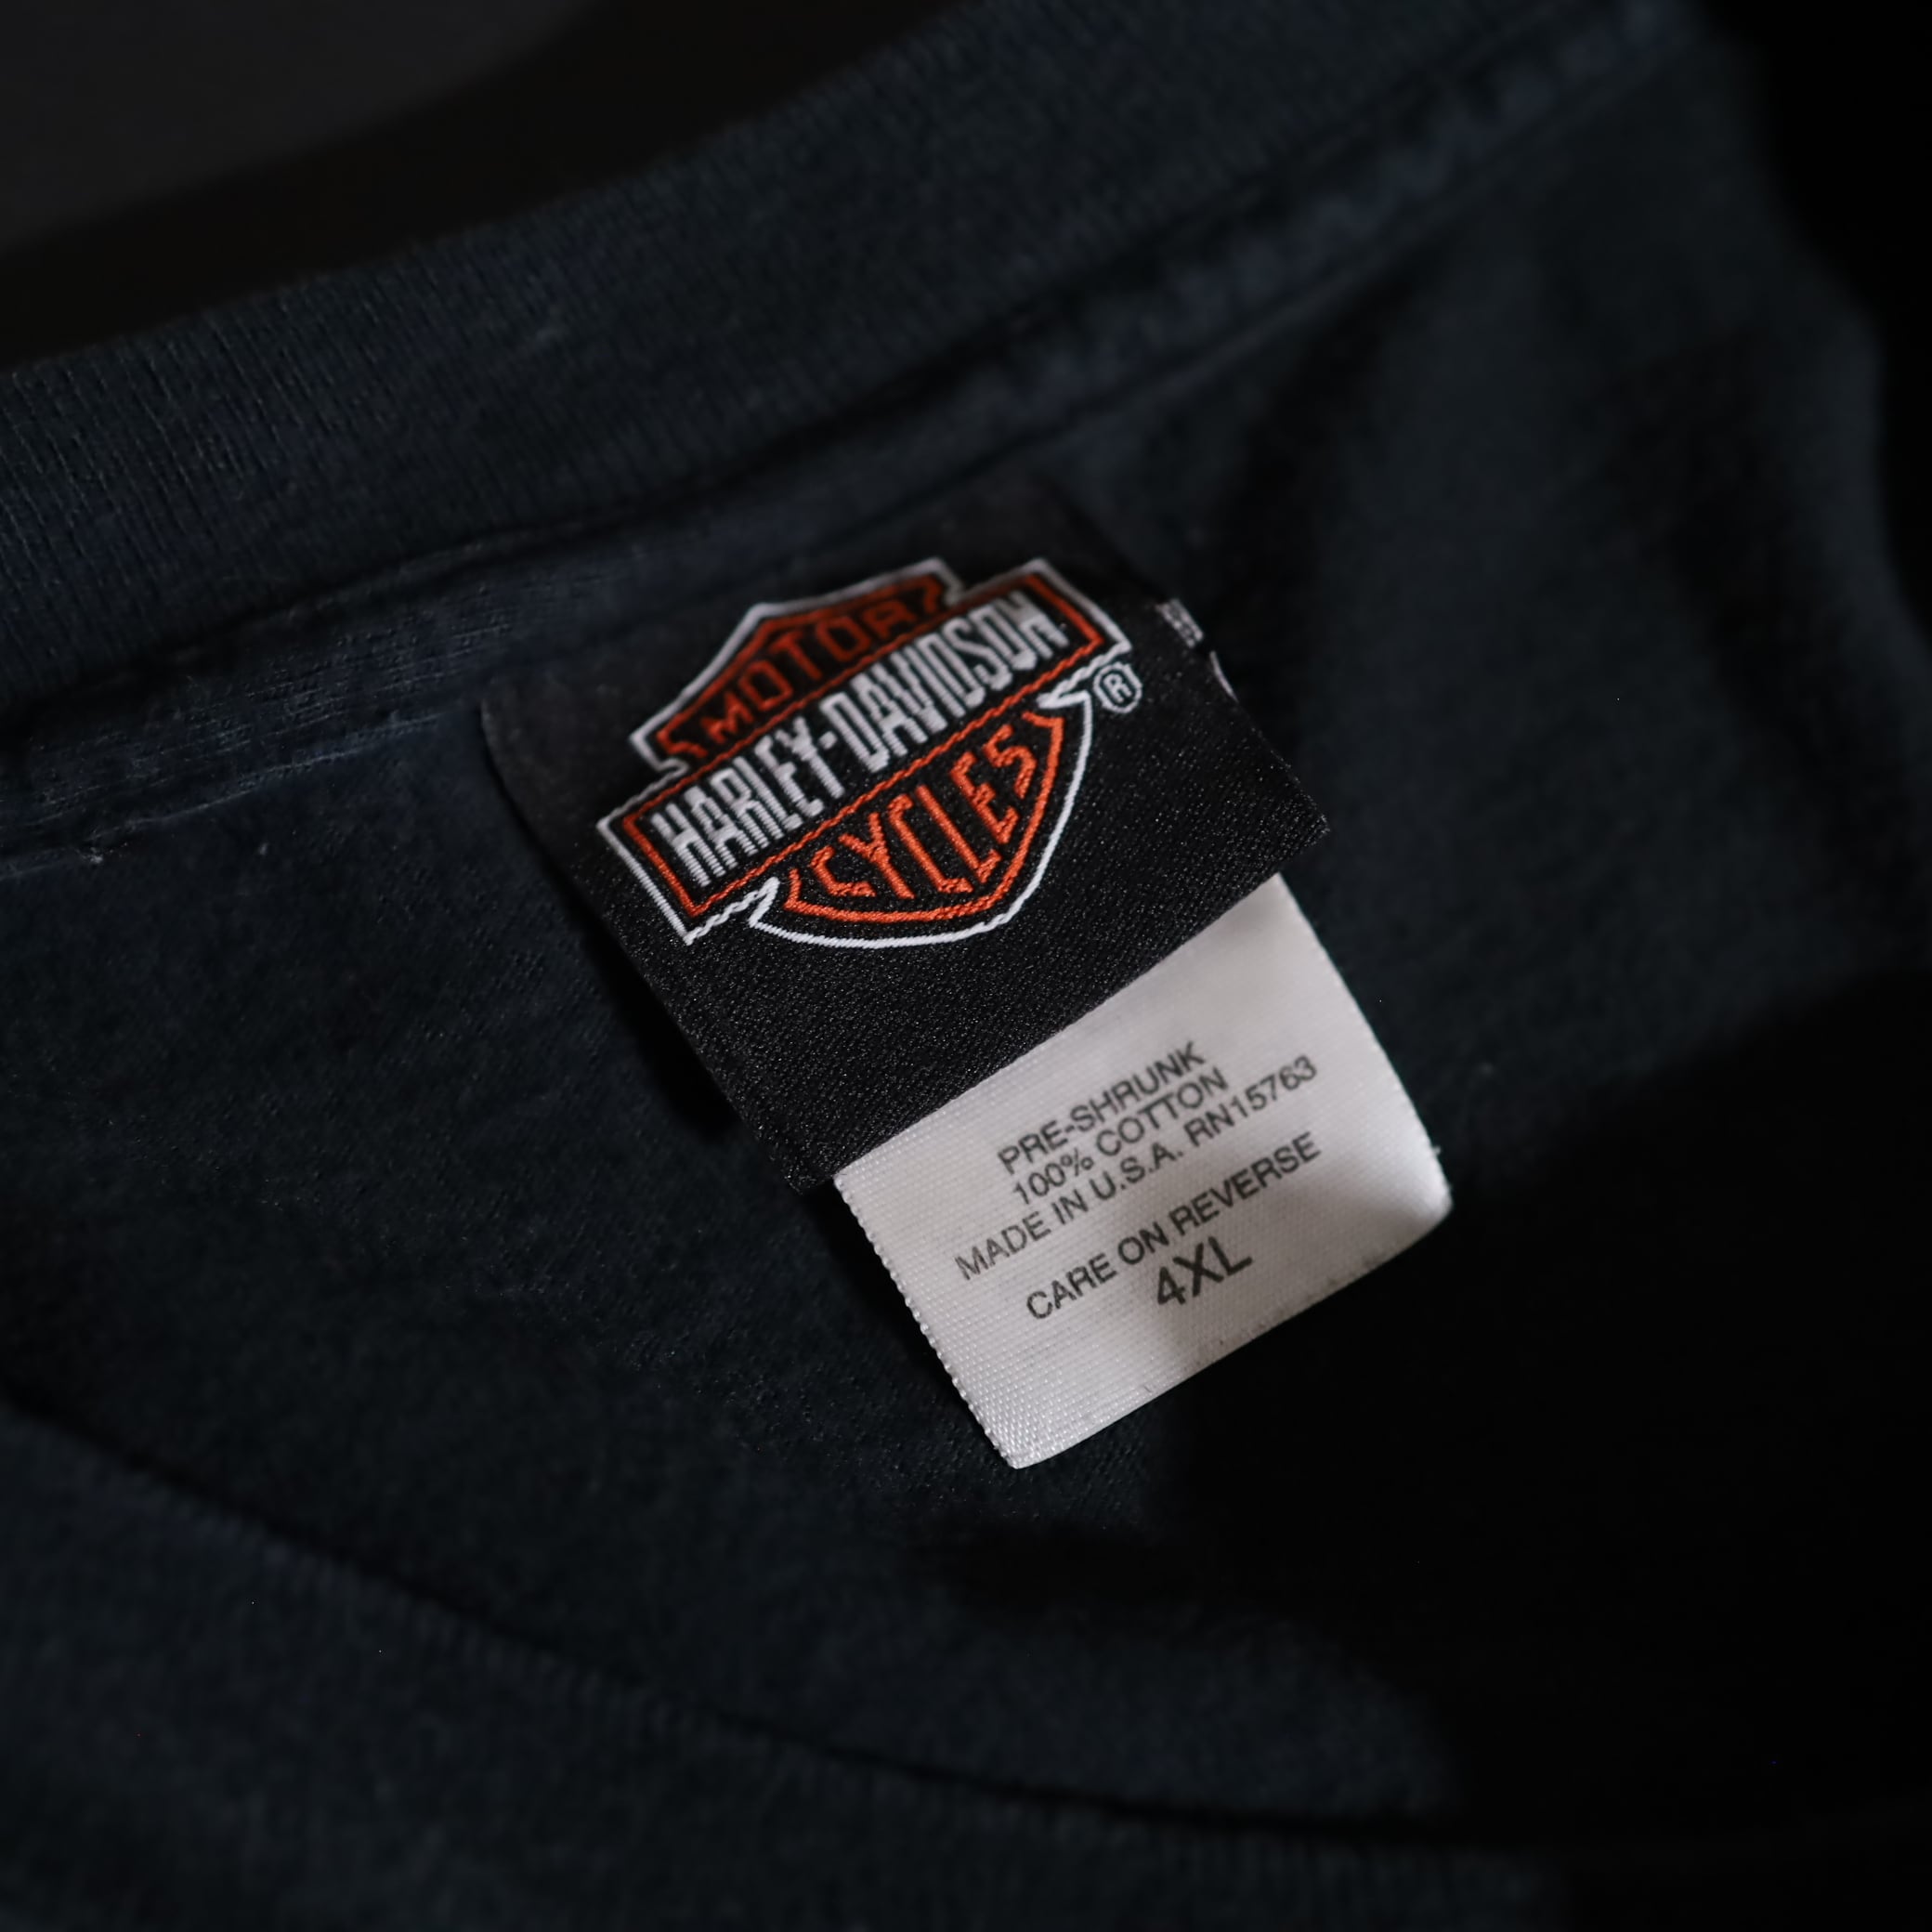 MOTOR
HARLEY-DAVIDSON
CYCLES
®
PRE-SHRUNK
100% COTTON
MADE IN U.S.A. RN15763
CARE ON REVERSE
4XL